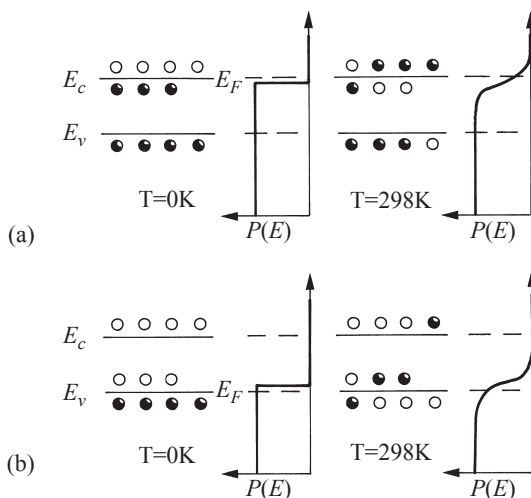 E_c
E_F
E_v
T=0K
T=298K
P(E)
P(E)
(a)
E_c
E_v
E_F
T=0K
T=298K
P(E)
P(E)
(b)